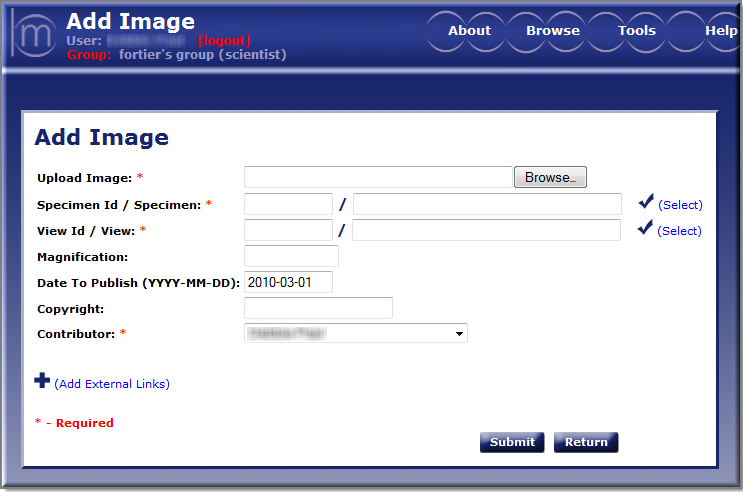 m Add Image
User: [logout]
Group: fortier's group (scientist)
About Browse Tools Help
Add Image
Upload Image: * Browse...
Specimen Id / Specimen: * / (Select)
View Id / View: * / (Select)
Magnification:
Date To Publish (YYYY-MM-DD): 2010-03-01
Copyright:
Contributor: *
(Add External Links)
* - Required
Submit Return